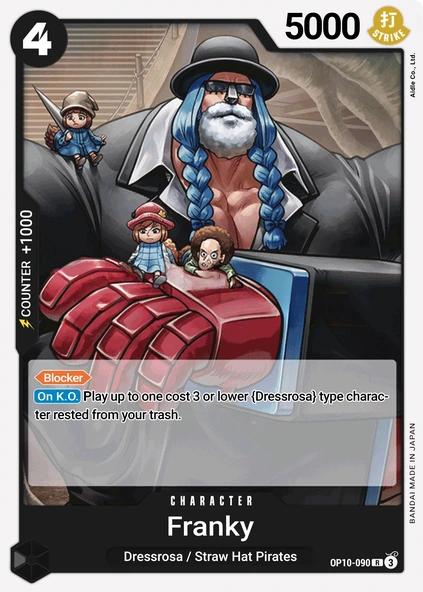 4
5000
打
STRIKE
Aidle Co., Ltd.
COUNTER +1000
Blocker
On K.O. Play up to one cost 3 or lower {Dressrosa} type charac-
ter rested from your trash.
BANDAI MADE IN JAPAN
CHARACTER
Franky
Dressrosa / Straw Hat Pirates
OP10-090 R 3